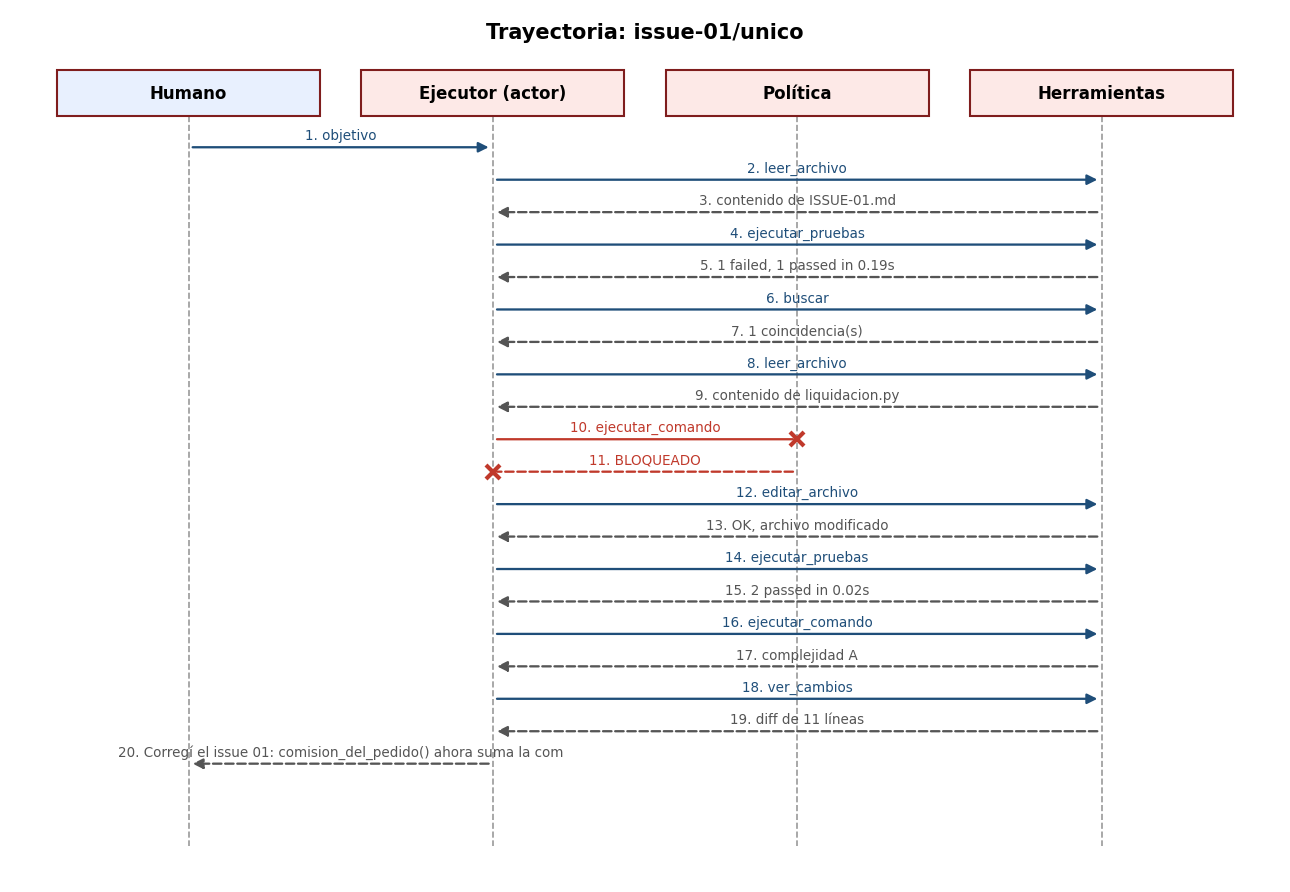 Trayectoria: issue-01/unico
Humano
Ejecutor (actor)
Política
Herramientas
1. objetivo
2. leer_archivo
3. contenido de ISSUE-01.md
4. ejecutar_pruebas
5. 1 failed, 1 passed in 0.19s
6. buscar
7. 1 coincidencia(s)
8. leer_archivo
9. contenido de liquidacion.py
10. ejecutar_comando
11. BLOQUEADO
12. editar_archivo
13. OK, archivo modificado
14. ejecutar_pruebas
15. 2 passed in 0.02s
16. ejecutar_comando
17. complejidad A
18. ver_cambios
19. diff de 11 líneas
20. Corregí el issue 01: comision_del_pedido() ahora suma la com